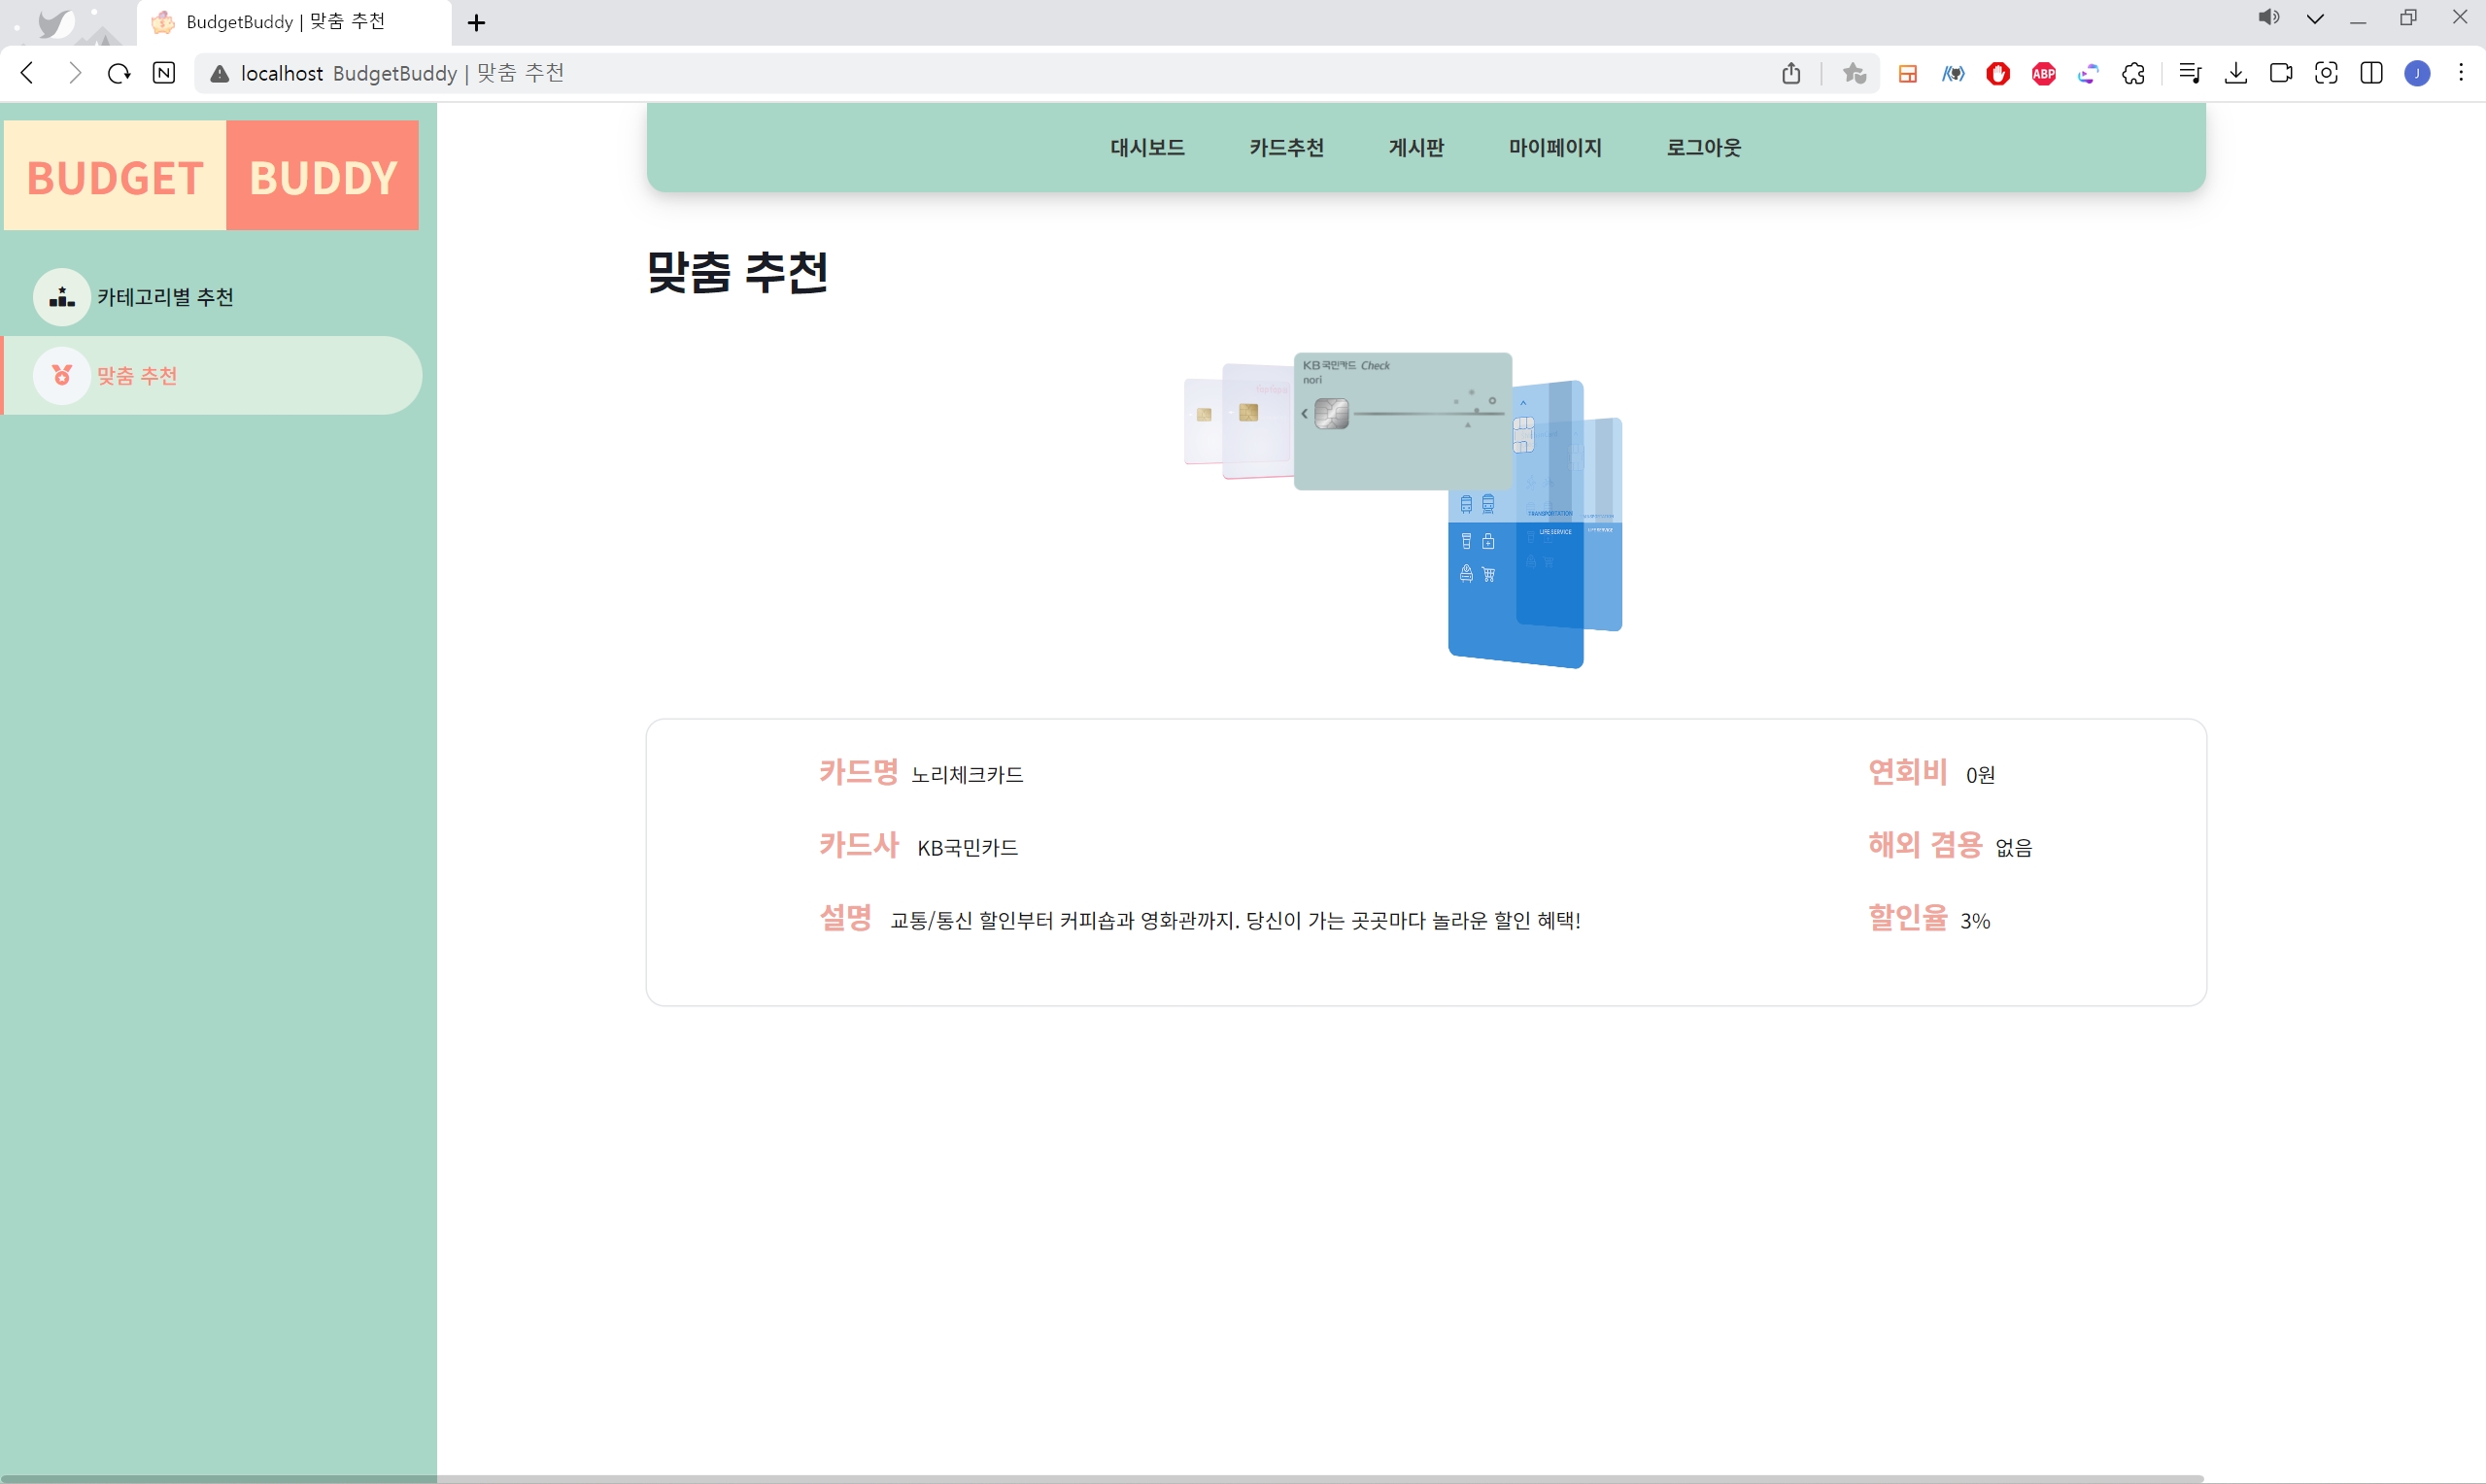 BudgetBuddy | 맞춤 추천
localhost BudgetBuddy | 맞춤 추천
ABP
J
BUDGET BUDDY
대시보드 카드추천 게시판 마이페이지 로그아웃
카테고리별 추천
맞춤 추천
맞춤 추천
KB국민카드 Check
nori
TRANSPORTATION
LIFE SERVICE
LIFE SERVICE
카드명 노리체크카드
연회비 0원
카드사 KB국민카드
해외 겸용 없음
설명 교통/통신 할인부터 커피숍과 영화관까지. 당신이 가는 곳곳마다 놀라운 할인 혜택!
할인율 3%